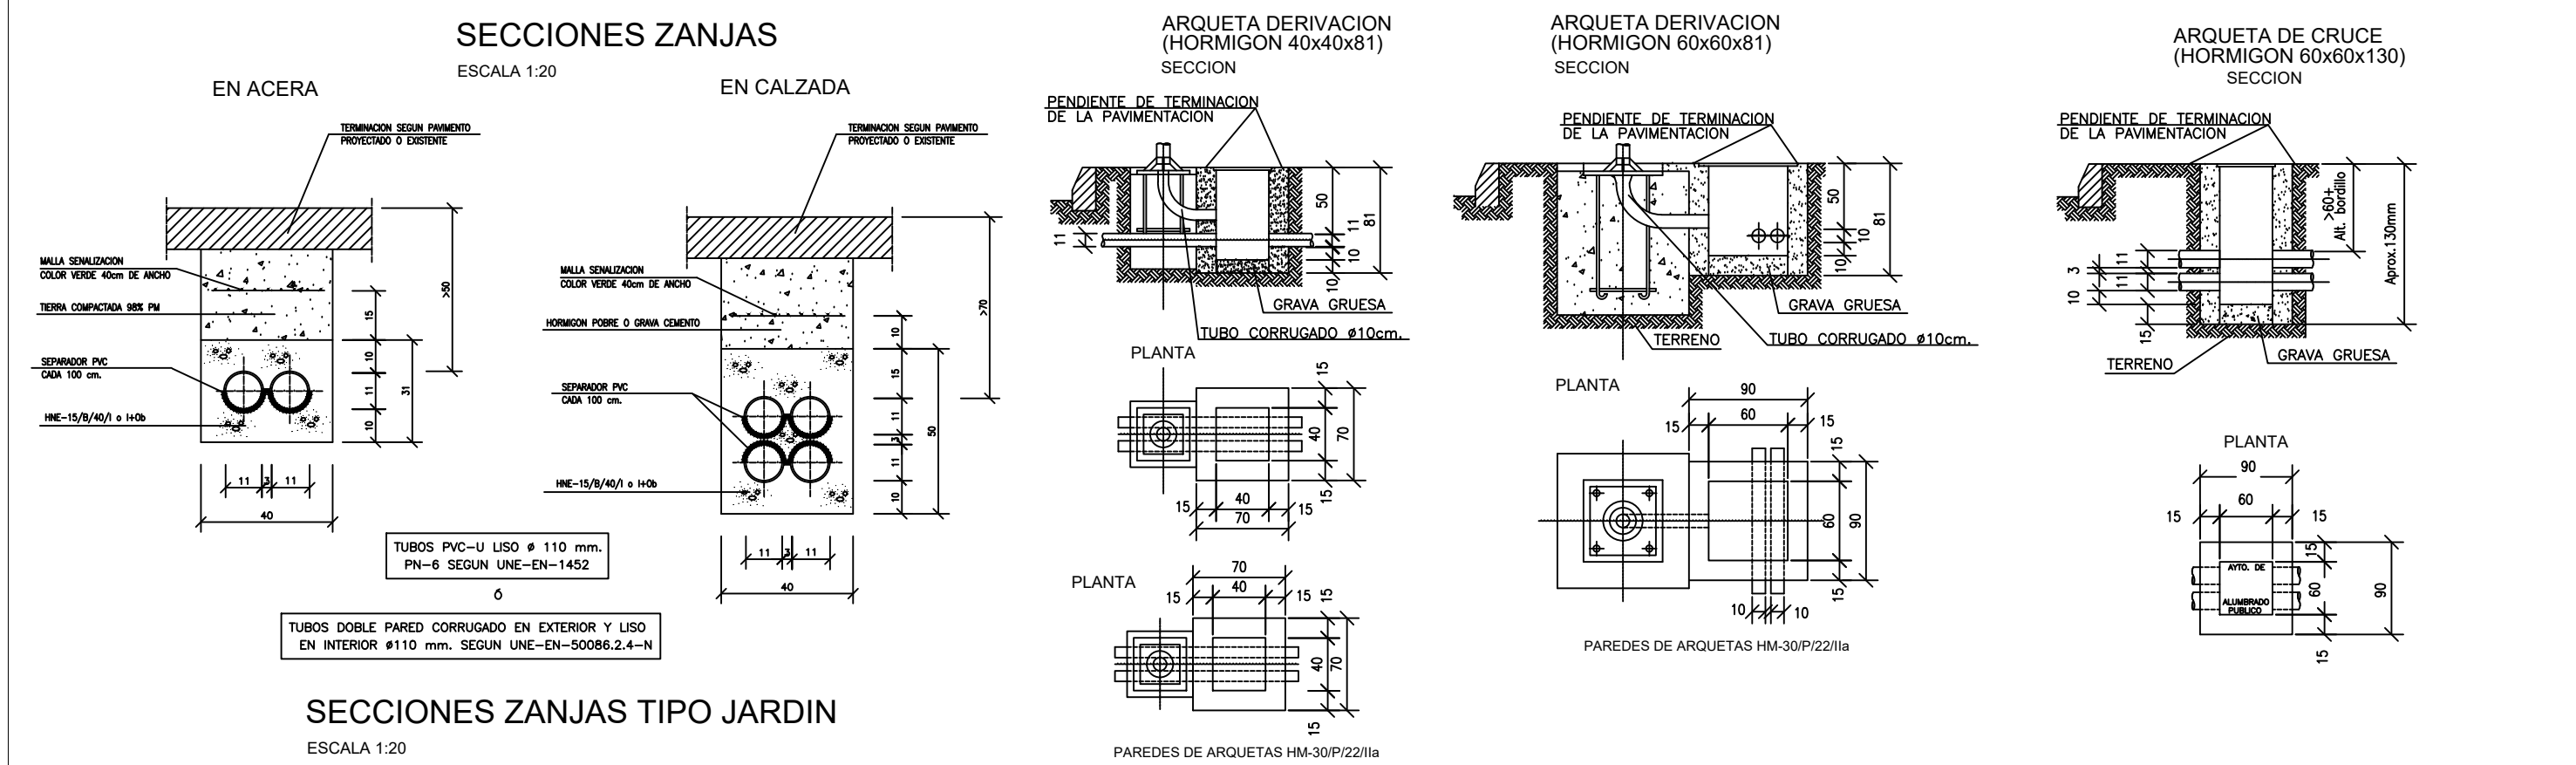 SECCIONES ZANJAS
ESCALA 1:20
EN ACERA
TERMINACION SEGUN PAVIMENTO
PROYECTADO O EXISTENTE
MALLA SENALIZACION
COLOR VERDE 40cm DE ANCHO
TIERRA COMPACTADA 98% PM
SEPARADOR PVC
CADA 100 cm.
HNE-15/B/40/I o I+Ob
>50
15
10
11
10
31
11
3
11
40
EN CALZADA
TERMINACION SEGUN PAVIMENTO
PROYECTADO O EXISTENTE
MALLA SENALIZACION
COLOR VERDE 40cm DE ANCHO
HORMIGON POBRE O GRAVA CEMENTO
SEPARADOR PVC
CADA 100 cm.
HNE-15/B/40/I o I+Ob
>70
10
15
11
3
11
10
50
11
3
11
40
TUBOS PVC-U LISO ø 110 mm.
PN-6 SEGUN UNE-EN-1452
ó
TUBOS DOBLE PARED CORRUGADO EN EXTERIOR Y LISO
EN INTERIOR ø110 mm. SEGUN UNE-EN-50086.2.4-N
SECCIONES ZANJAS TIPO JARDIN
ESCALA 1:20
ARQUETA DERIVACION
(HORMIGON 40x40x81)
SECCION
PENDIENTE DE TERMINACION
DE LA PAVIMENTACION
11
50
11
10
10
81
GRAVA GRUESA
TUBO CORRUGADO ø10cm.
PLANTA
15
40
70
15
15
40
15
70
PLANTA
70
40
15
15
15
40
70
15
PAREDES DE ARQUETAS HM-30/P/22/IIa
ARQUETA DERIVACION
(HORMIGON 60x60x81)
SECCION
PENDIENTE DE TERMINACION
DE LA PAVIMENTACION
50
10
10
81
GRAVA GRUESA
TERRENO
TUBO CORRUGADO ø10cm.
PLANTA
90
60
15
15
15
60
90
15
10
10
PAREDES DE ARQUETAS HM-30/P/22/IIa
ARQUETA DE CRUCE
(HORMIGON 60x60x130)
SECCION
PENDIENTE DE TERMINACION
DE LA PAVIMENTACION
>60+
Alt. bordillo
Aprox.130mm
3
11
11
10
15
GRAVA GRUESA
TERRENO
PLANTA
90
60
15
15
15
60
90
15
AYTO. DE
ALUMBRADO
PUBLICO